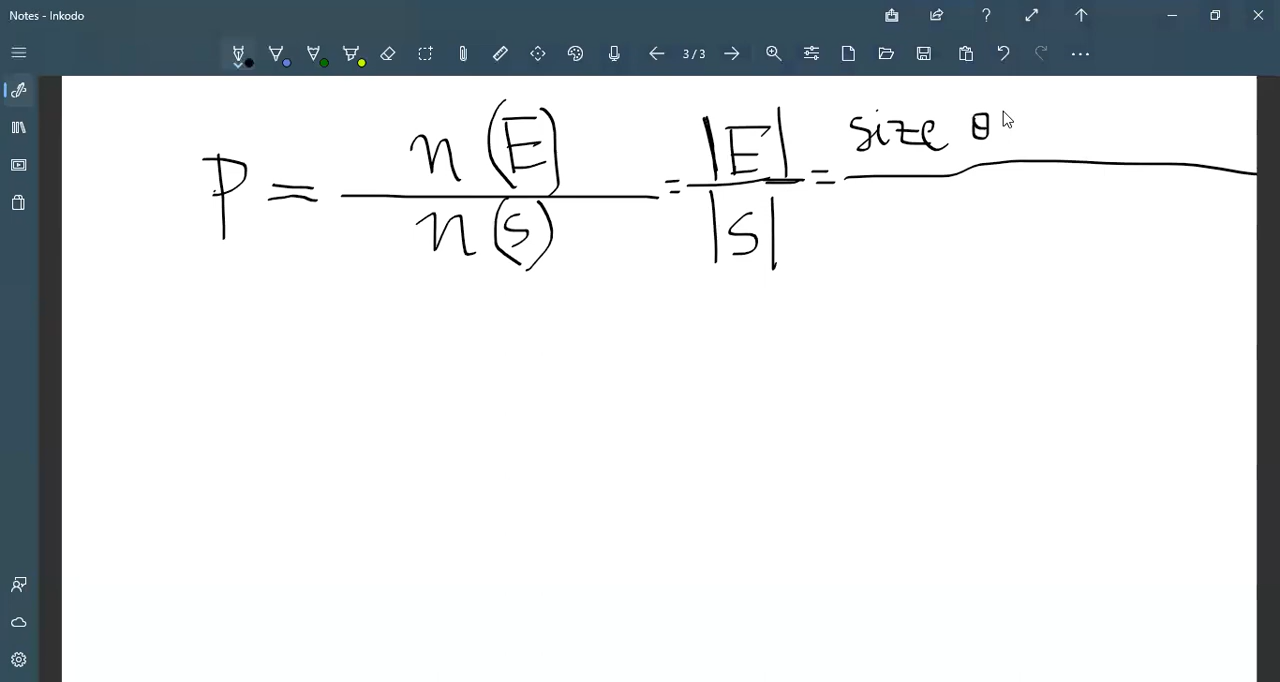 Notes - Inkodo
3/3
P = n(E) / n(S) = |E| / |S| = size